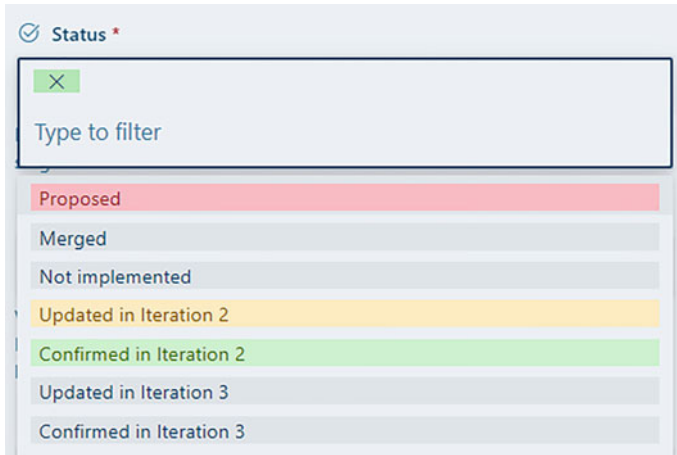 Status *
Type to filter
Proposed
Merged
Not implemented
Updated in Iteration 2
Confirmed in Iteration 2
Updated in Iteration 3
Confirmed in Iteration 3